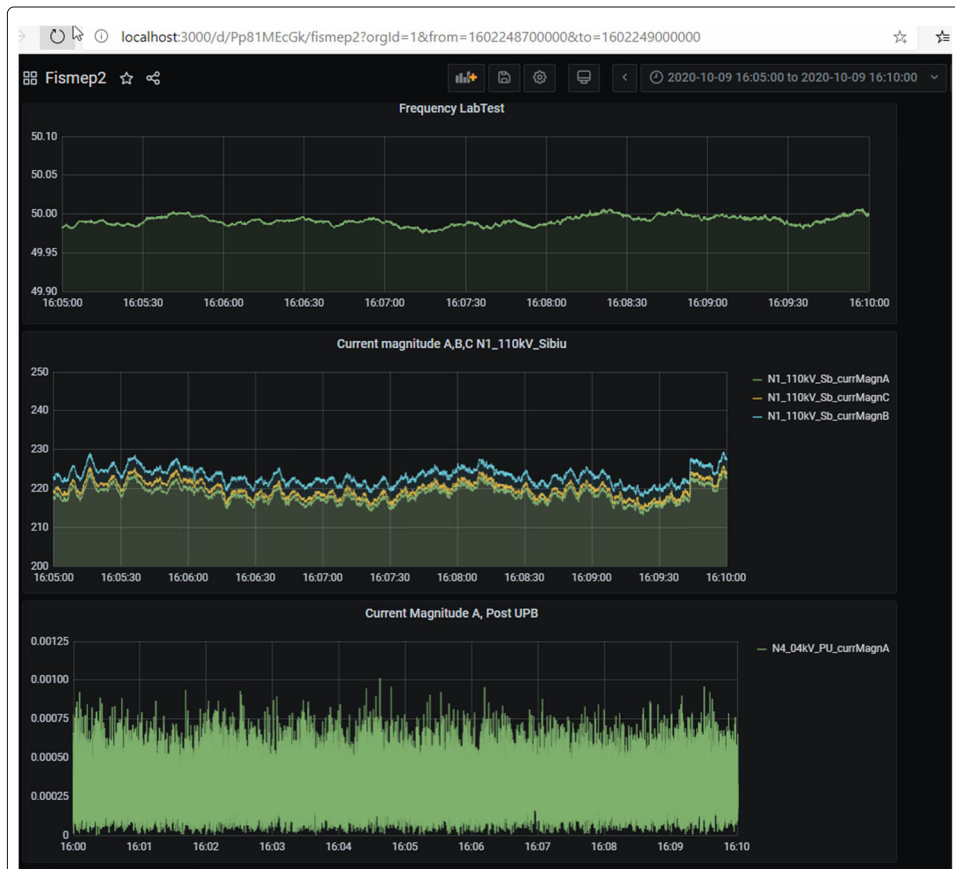 localhost:3000/d/Pp81MEcGk/fismep2?orgId=1&from=1602248700000&to=1602249000000
Fismep2
2020-10-09 16:05:00 to 2020-10-09 16:10:00
Frequency LabTest
50.10
50.05
50.00
49.95
49.90
16:05:00 16:05:30 16:06:00 16:06:30 16:07:00 16:07:30 16:08:00 16:08:30 16:09:00 16:09:30 16:10:00
Current magnitude A,B,C N1_110kV_Sibiu
250
240
230
220
210
200
N1_110kV_Sb_currMagnA
N1_110kV_Sb_currMagnC
N1_110kV_Sb_currMagnB
16:05:00 16:05:30 16:06:00 16:06:30 16:07:00 16:07:30 16:08:00 16:08:30 16:09:00 16:09:30 16:10:00
Current Magnitude A, Post UPB
0.00125
0.00100
0.00075
0.00050
0.00025
0
N4_04kV_PU_currMagnA
16:00 16:01 16:02 16:03 16:04 16:05 16:06 16:07 16:08 16:09 16:10